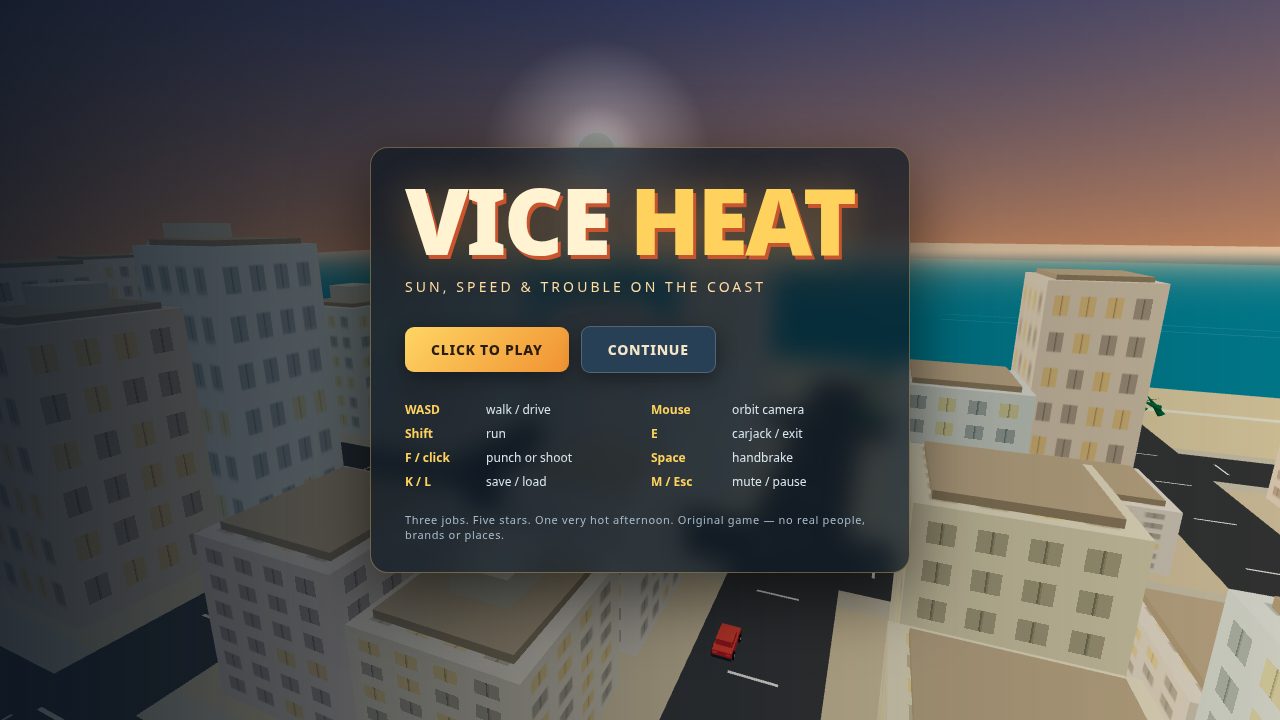 VICE HEAT
SUN, SPEED & TROUBLE ON THE COAST
CLICK TO PLAY CONTINUE
WASD walk / drive Mouse orbit camera
Shift run E carjack / exit
F / click punch or shoot Space handbrake
K / L save / load M / Esc mute / pause
Three jobs. Five stars. One very hot afternoon. Original game — no real people,
brands or places.